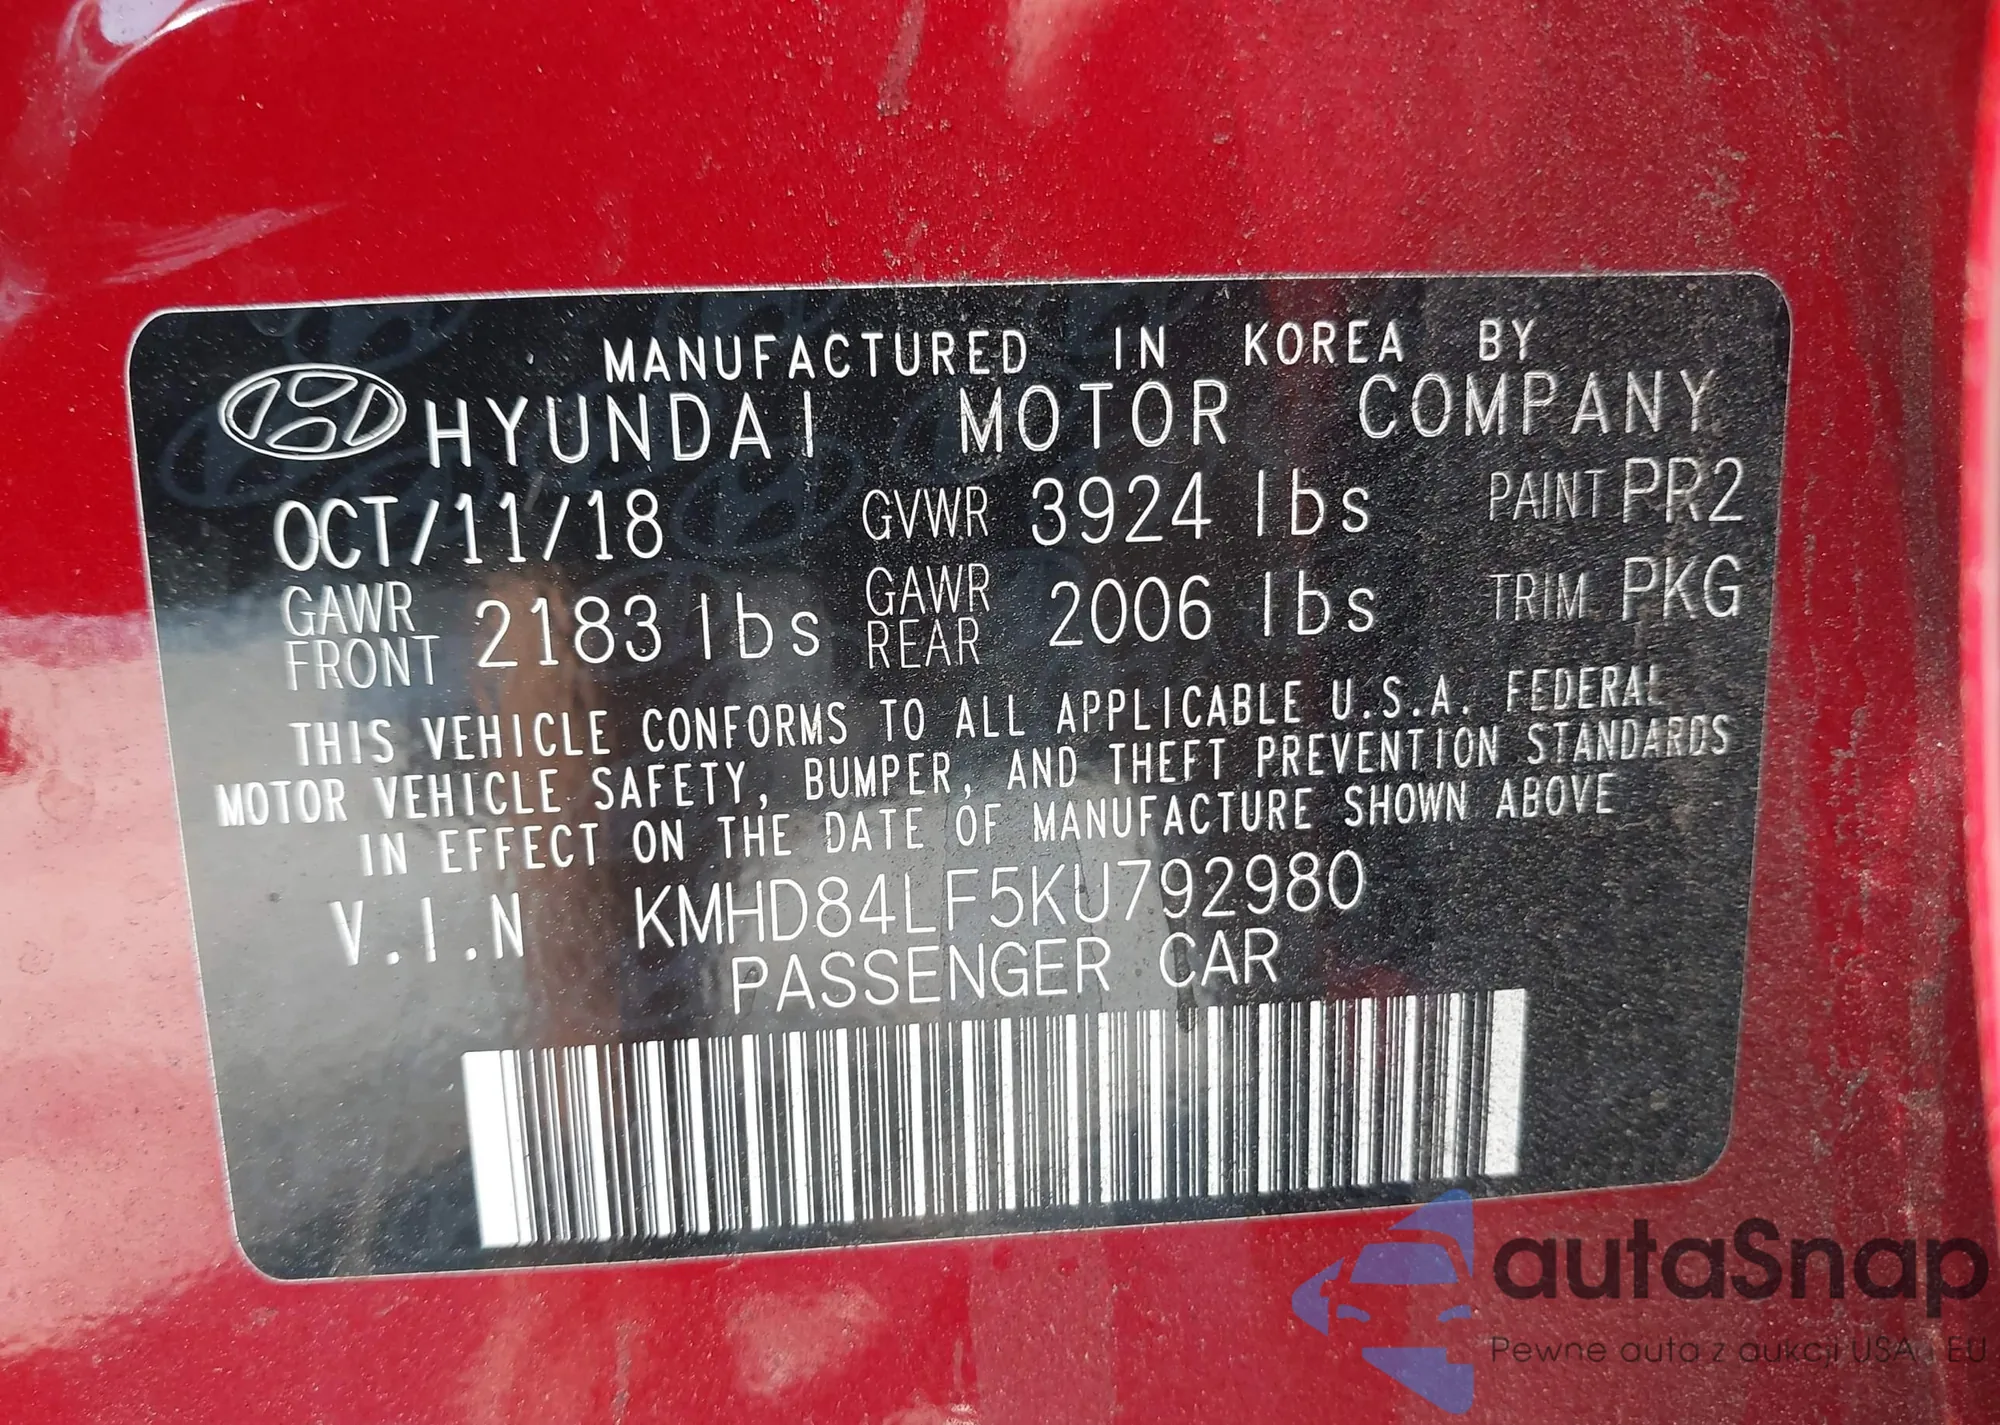 MANUFACTURED IN KOREA BY
HYUNDAI MOTOR COMPANY
OCT/11/18 GVWR 3924 lbs PAINT PR2
GAWR FRONT 2183 lbs GAWR REAR 2006 lbs TRIM PKG
THIS VEHICLE CONFORMS TO ALL APPLICABLE U.S.A. FEDERAL
MOTOR VEHICLE SAFETY, BUMPER, AND THEFT PREVENTION STANDARDS
IN EFFECT ON THE DATE OF MANUFACTURE SHOWN ABOVE
V.I.N KMHD84LF5KU792980
PASSENGER CAR
autaSnap
Pewne auta z aukcji USA i EU